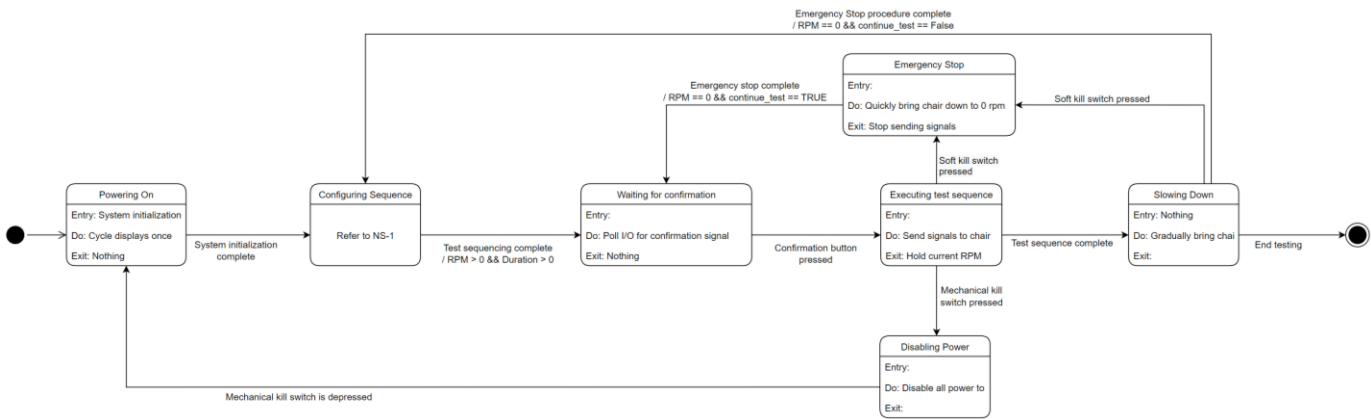 Emergency Stop procedure complete
/ RPM == 0 && continue_test == False
Emergency Stop
Entry:
Do: Quickly bring chair down to 0 rpm
Exit: Stop sending signals
Emergency stop complete
/ RPM == 0 && continue_test == TRUE
Soft kill switch pressed
Soft kill switch
pressed
Powering On
Entry: System initialization
Do: Cycle displays once
Exit: Nothing
System initialization
complete
Configuring Sequence
Refer to NS-1
Test sequencing complete
/ RPM > 0 && Duration > 0
Waiting for confirmation
Entry:
Do: Poll I/O for confirmation signal
Exit: Nothing
Confirmation button
pressed
Executing test sequence
Entry:
Do: Send signals to chair
Exit: Hold current RPM
Test sequence complete
Slowing Down
Entry: Nothing
Do: Gradually bring chai
Exit:
End testing
Mechanical kill
switch pressed
Disabling Power
Entry:
Do: Disable all power to
Exit:
Mechanical kill switch is depressed